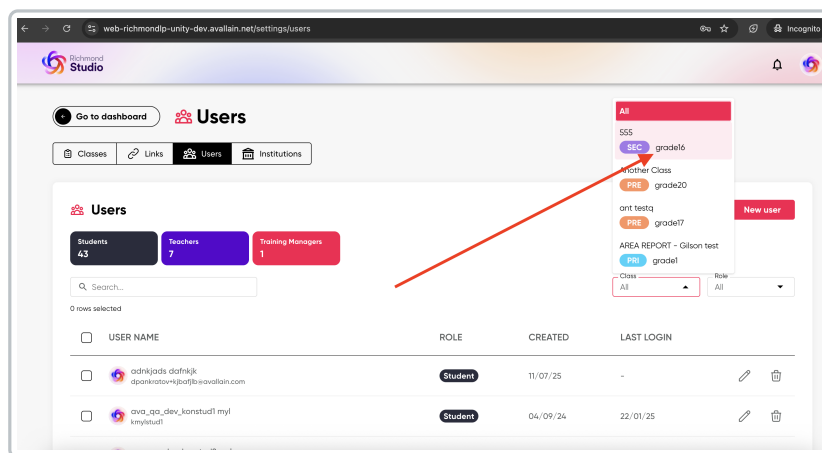 web-richmondlp-unity-dev.avallain.net/settings/users
Incognito
Richmond
Studio
Go to dashboard
Users
Classes
Links
Users
Institutions
All
555
SEC grade16
Another Class
PRE grade20
ant testq
PRE grade17
AREA REPORT - Gilson test
PRI grade1
Users
New user
Students
43
Teachers
7
Training Managers
1
Search...
Class
All
Role
All
0 rows selected
USER NAME ROLE CREATED LAST LOGIN
adnkjads dafnkjk
dpankratov+kjbafjlb@avallain.com
Student 11/07/25 -
ava_qa_dev_konstud1 myl
kmylstud1
Student 04/09/24 22/01/25